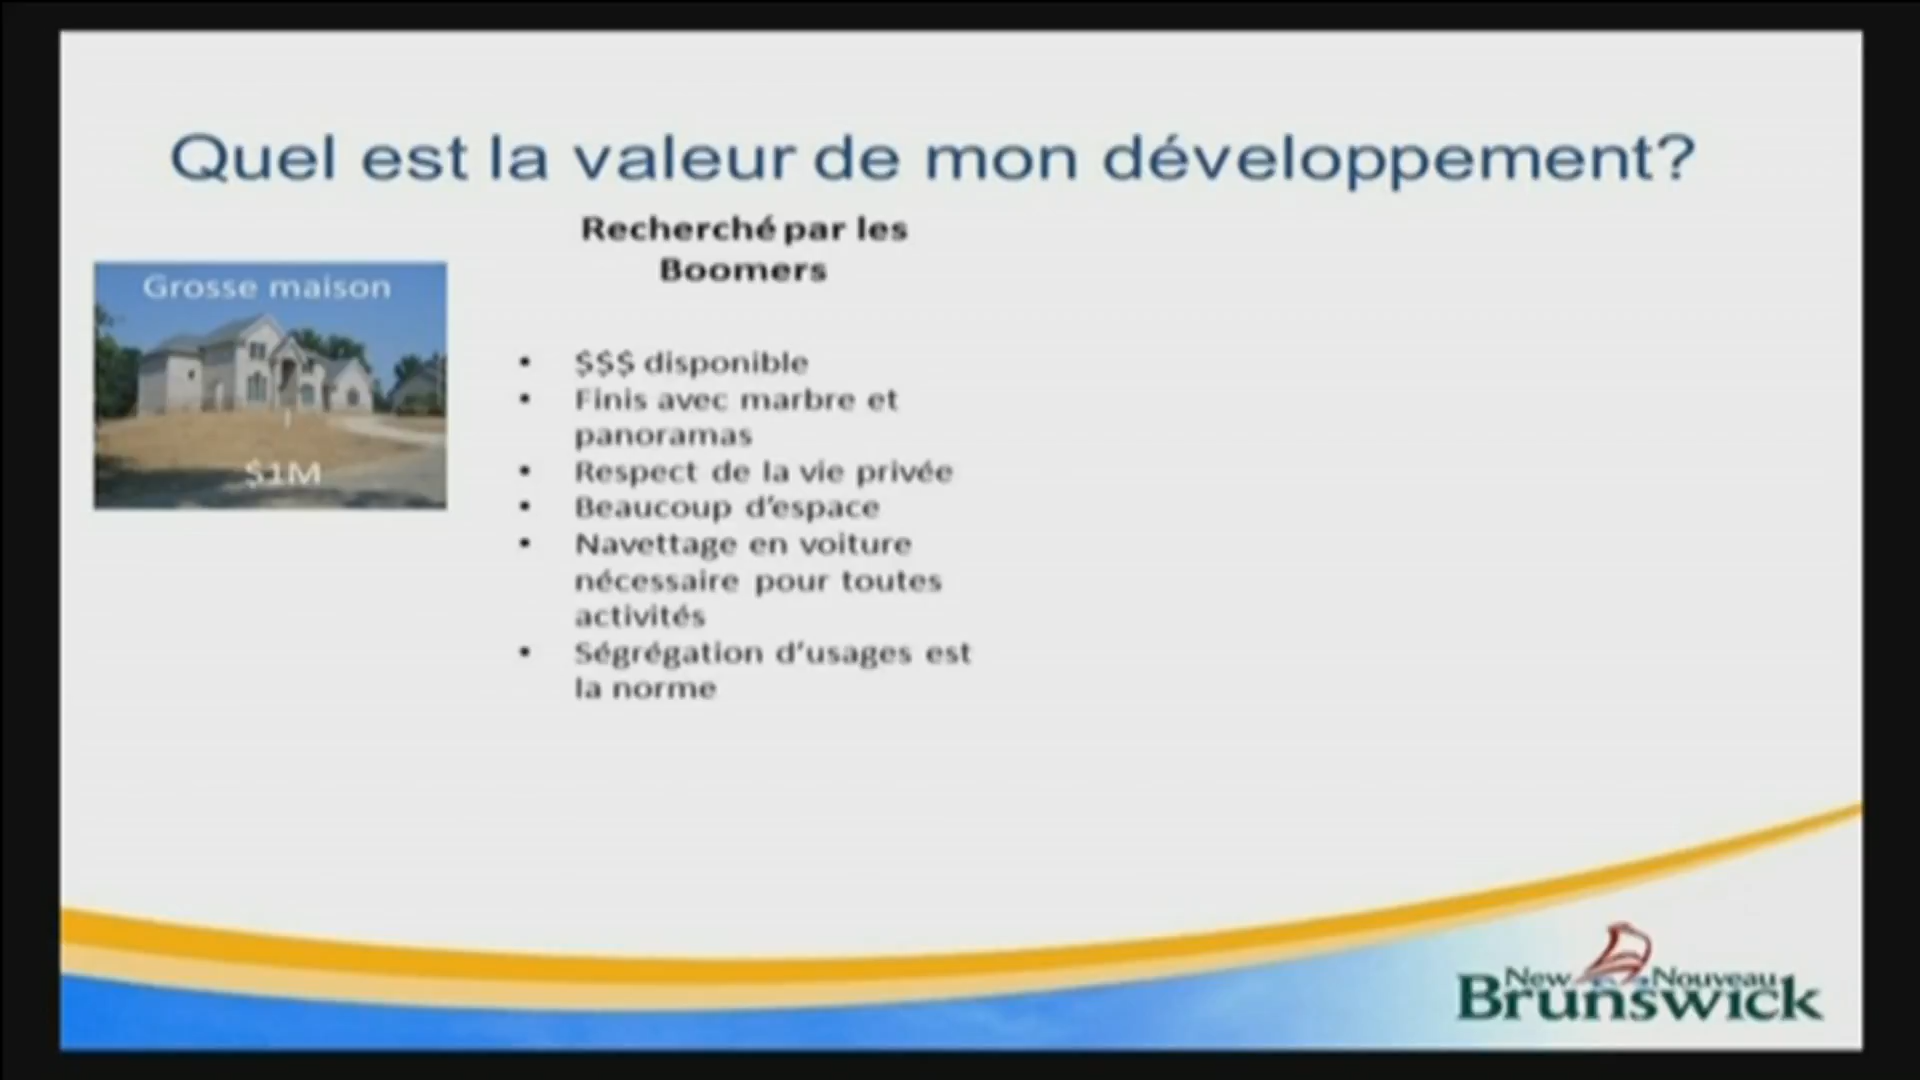 Quel est la valeur de mon développement?
Recherché par les
Boomers
Grosse maison
$1M
• $$$ disponible
• Finis avec marbre et
panoramas
• Respect de la vie privée
• Beaucoup d’espace
• Navettage en voiture
nécessaire pour toutes
activités
• Ségrégation d’usages est
la norme
New Nouveau
Brunswick